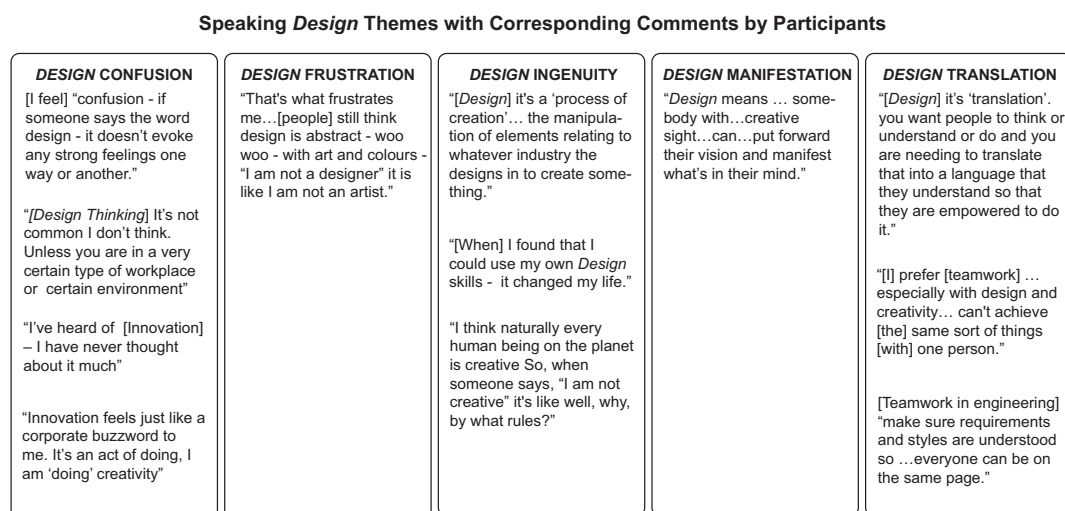 Speaking Design Themes with Corresponding Comments by Participants
DESIGN CONFUSION
[I feel] “confusion - if
someone says the word
design - it doesn’t evoke
any strong feelings one
way or another.”
“[Design Thinking] It’s not
common I don’t think.
Unless you are in a very
certain type of workplace
or certain environment”
“I’ve heard of [Innovation]
– I have never thought
about it much”
“Innovation feels just like a
corporate buzzword to
me. It’s an act of doing, I
am ‘doing’ creativity”
DESIGN FRUSTRATION
“That's what frustrates
me…[people] still think
design is abstract - woo
woo - with art and colours -
“I am not a designer” it is
like I am not an artist.”
DESIGN INGENUITY
“[Design] it's a ‘process of
creation’… the manipula-
tion of elements relating to
whatever industry the
designs in to create some-
thing.”
“[When] I found that I
could use my own Design
skills - it changed my life.”
“I think naturally every
human being on the planet
is creative So, when
someone says, “I am not
creative” it's like well, why,
by what rules?”
DESIGN MANIFESTATION
“Design means … some-
body with…creative
sight…can…put forward
their vision and manifest
what’s in their mind.”
DESIGN TRANSLATION
“[Design] it’s ‘translation’.
you want people to think or
understand or do and you
are needing to translate
that into a language that
they understand so that
they are empowered to do
it.”
“[I] prefer [teamwork] …
especially with design and
creativity… can't achieve
[the] same sort of things
[with] one person.”
[Teamwork in engineering]
“make sure requirements
and styles are understood
so …everyone can be on
the same page.”